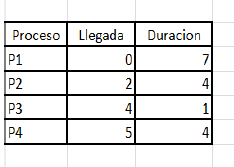 Proceso Llegada Duracion
P1 0 7
P2 2 4
P3 4 1
P4 5 4